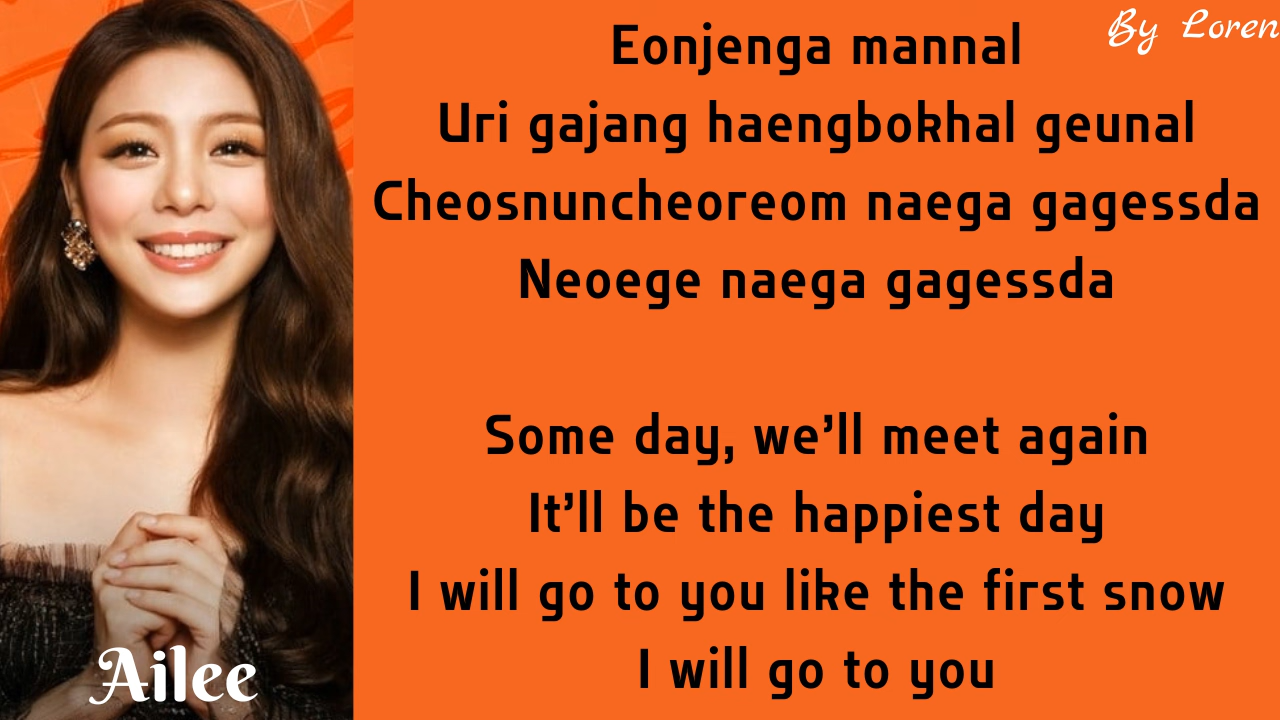 By Loren
Eonjenga mannal
Uri gajang haengbokhal geunal
Cheosnuncheoreom naega gagessda
Neoege naega gagessda
Some day, we’ll meet again
It’ll be the happiest day
I will go to you like the first snow
I will go to you
Ailee